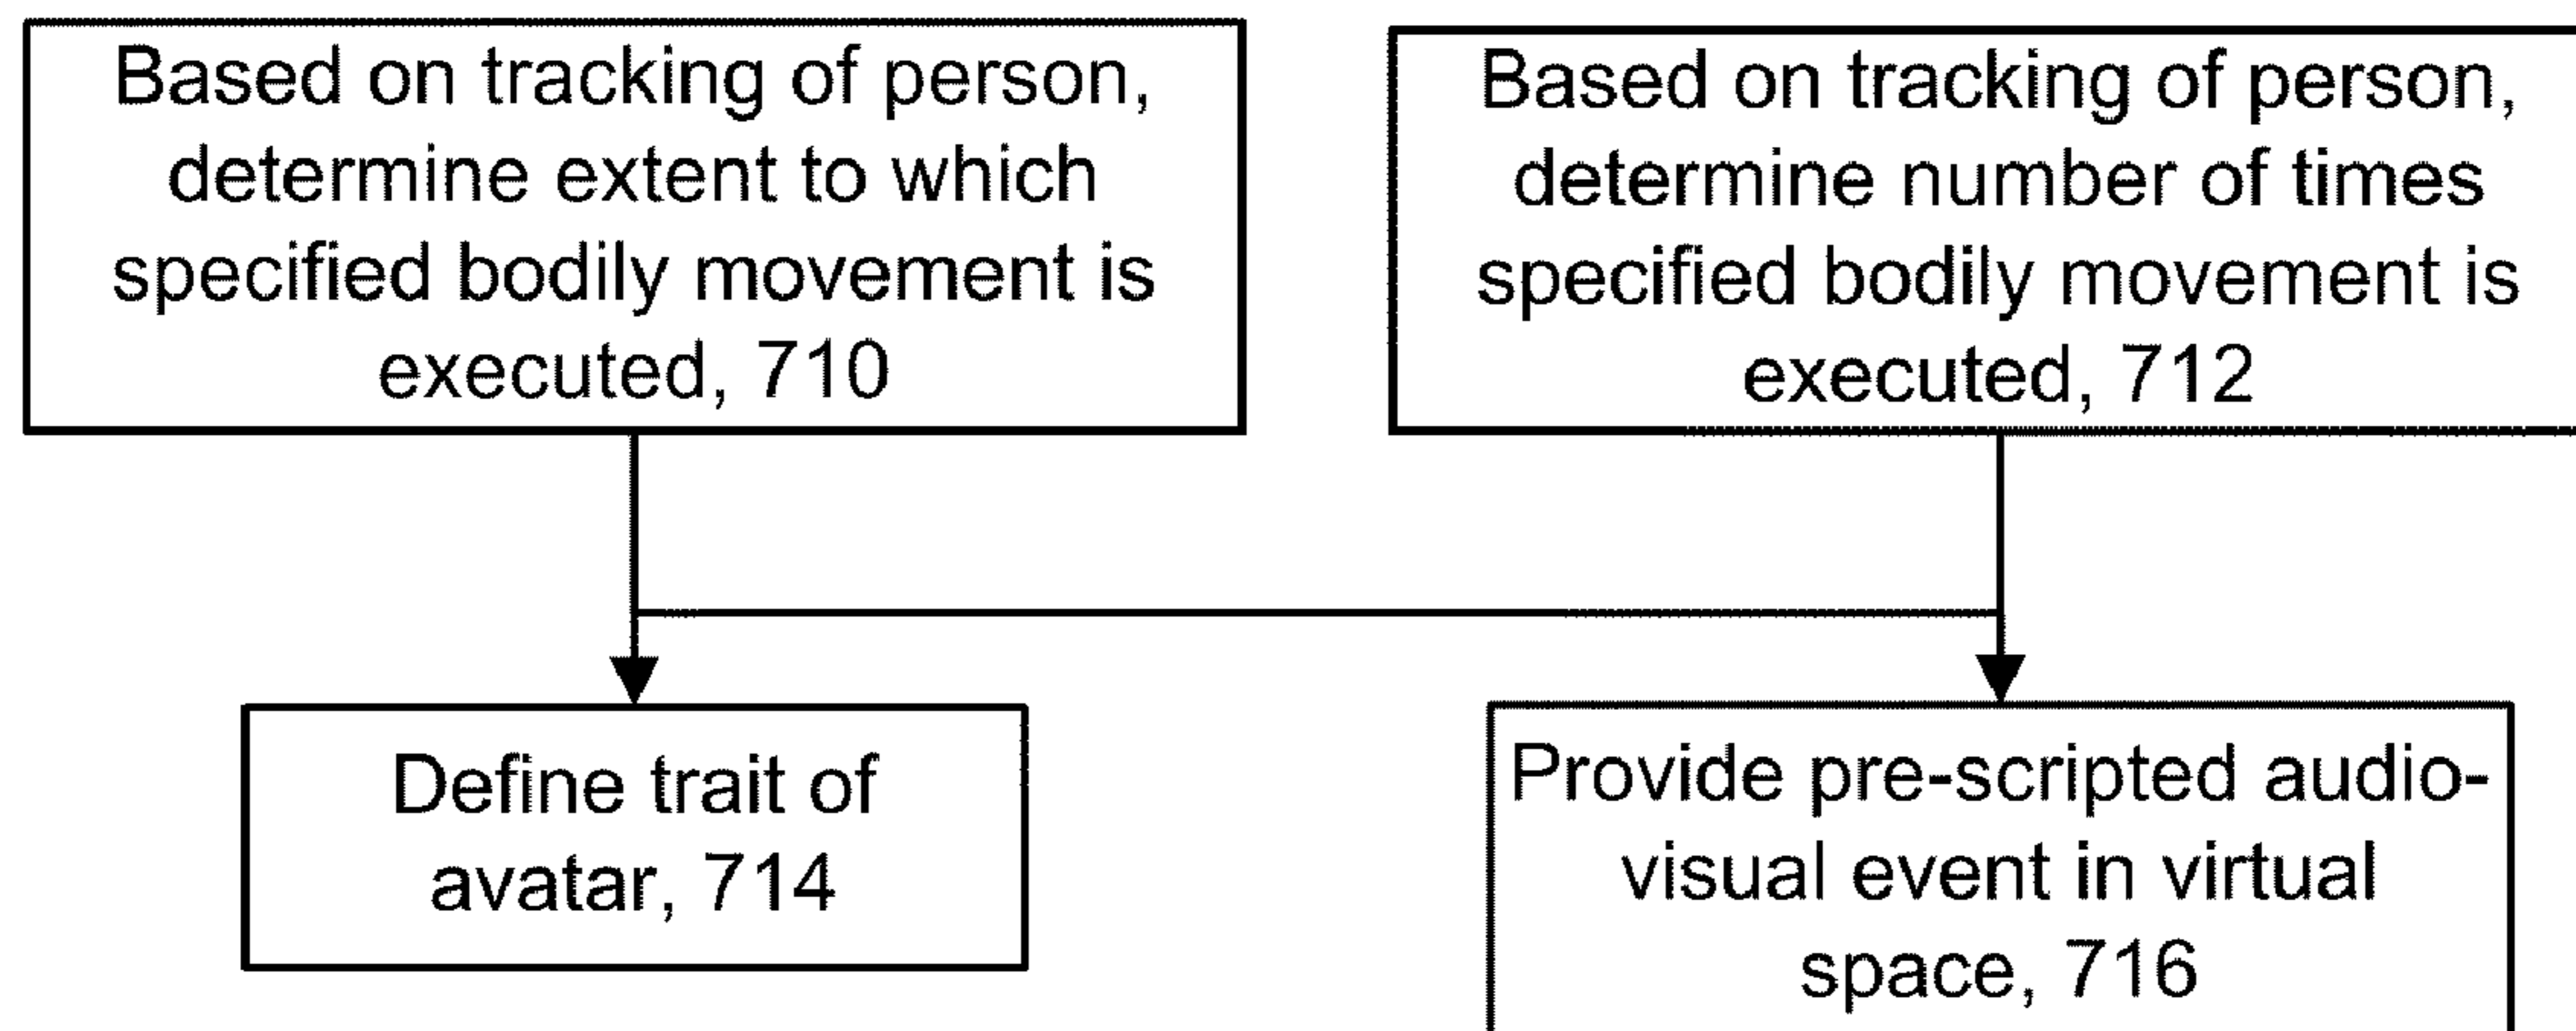 Based on tracking of person,
determine extent to which
specified bodily movement is
executed, 710
Based on tracking of person,
determine number of times
specified bodily movement is
executed, 712
Define trait of
avatar, 714
Provide pre-scripted audio-
visual event in virtual
space, 716